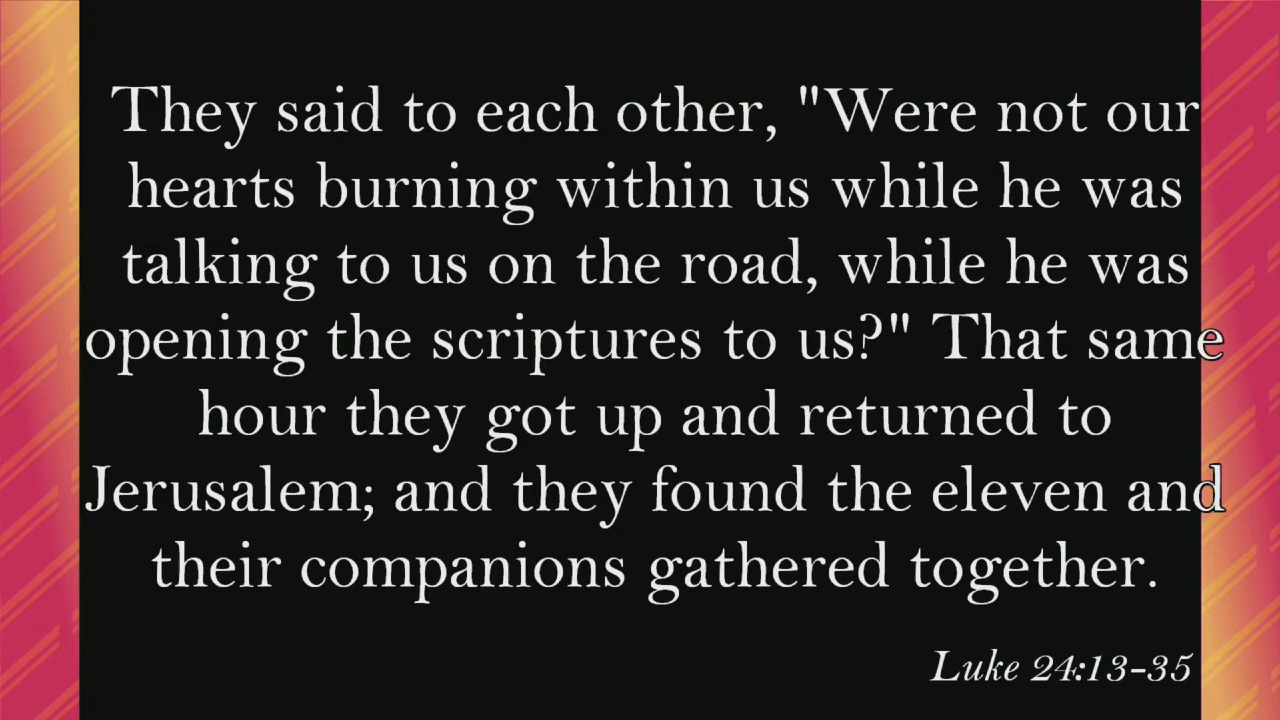 They said to each other, "Were not our
hearts burning within us while he was
talking to us on the road, while he was
opening the scriptures to us?" That same
hour they got up and returned to
Jerusalem; and they found the eleven and
their companions gathered together.
Luke 24:13-35